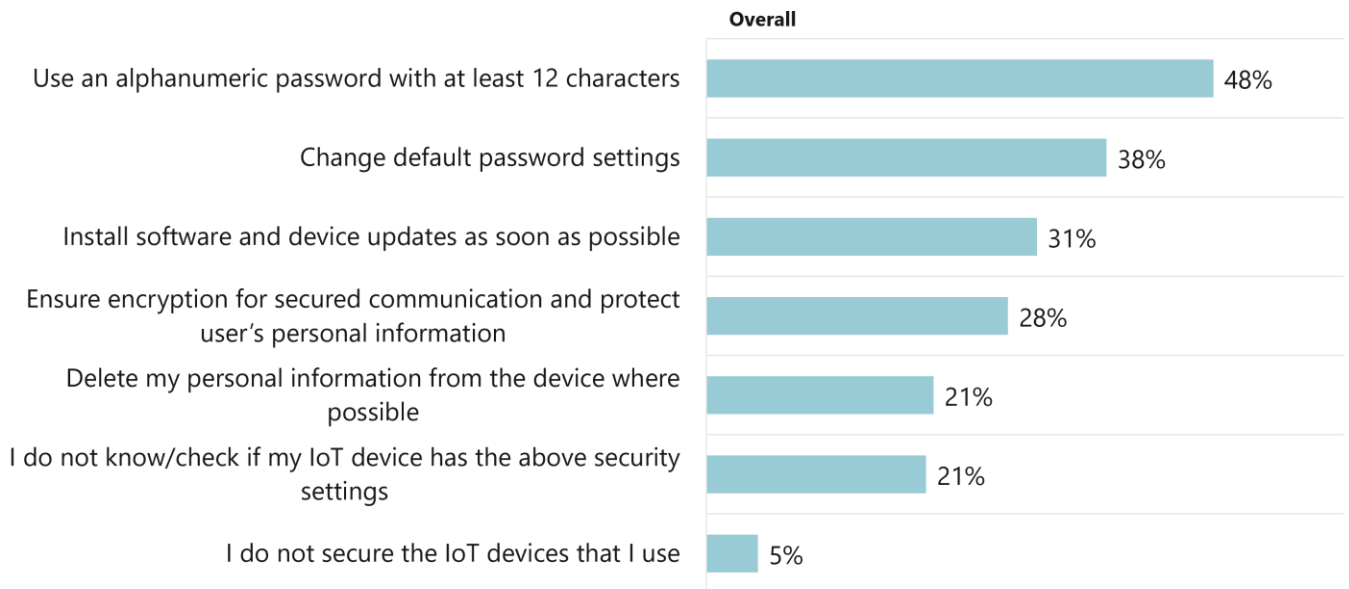 Overall
Use an alphanumeric password with at least 12 characters
48%
Change default password settings
38%
Install software and device updates as soon as possible
31%
Ensure encryption for secured communication and protect
user’s personal information
28%
Delete my personal information from the device where
possible
21%
I do not know/check if my IoT device has the above security
settings
21%
I do not secure the IoT devices that I use
5%